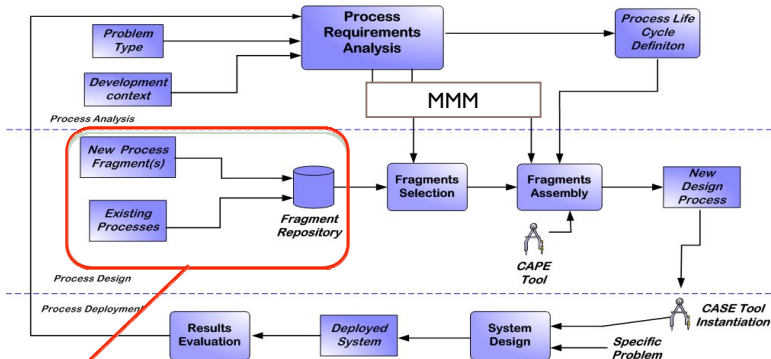 Process
Requirements
Analysis
Problem
Type
Process Life
Cycle
Definiton
Development
context
MMM
Process Analysis
New Process
Fragment(s)
Existing
Processes
Fragment
Repository
Fragments
Selection
Fragments
Assembly
New
Design
Process
CAPE
Tool
Process Design
Process Deployment
Results
Evaluation
Deployed
System
System
Design
CASE Tool
Instantiation
Specific
Problem